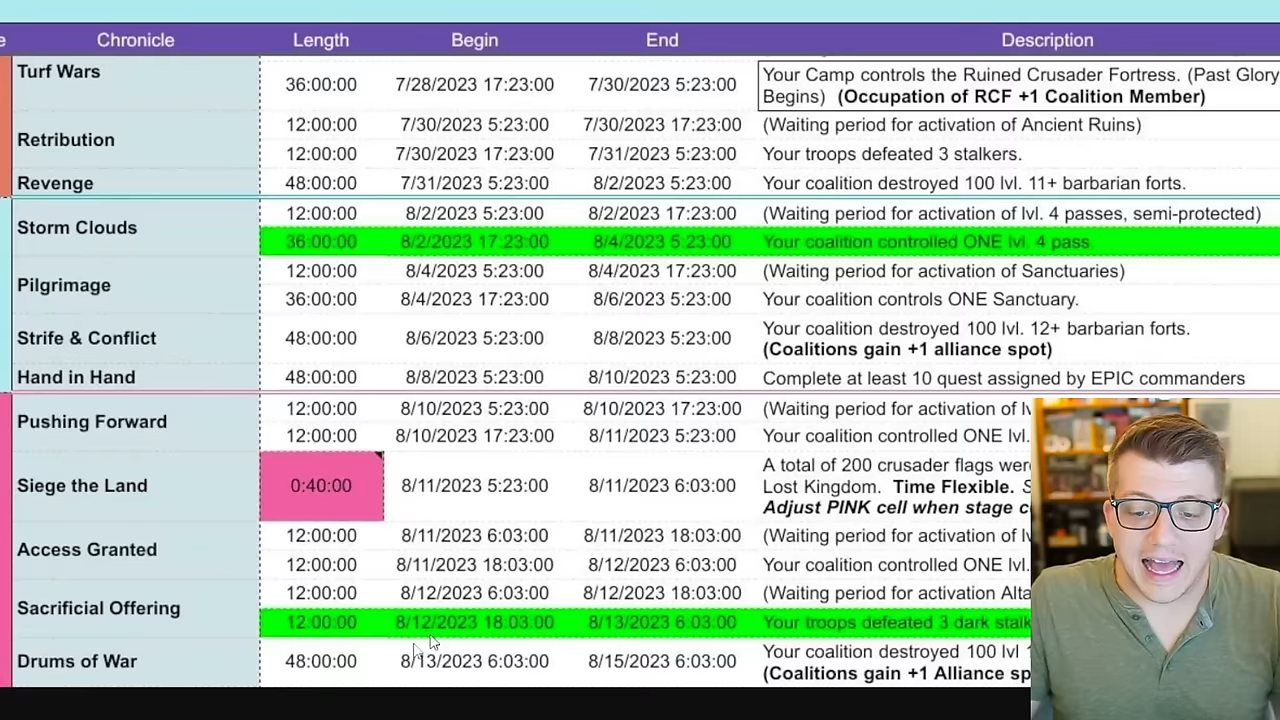 e Chronicle Length Begin End Description
Turf Wars 36:00:00 7/28/2023 17:23:00 7/30/2023 5:23:00 Your Camp controls the Ruined Crusader Fortress. (Past Glory
Begins) (Occupation of RCF +1 Coalition Member)
Retribution 12:00:00 7/30/2023 5:23:00 7/30/2023 17:23:00 (Waiting period for activation of Ancient Ruins)
12:00:00 7/30/2023 17:23:00 7/31/2023 5:23:00 Your troops defeated 3 stalkers.
Revenge 48:00:00 7/31/2023 5:23:00 8/2/2023 5:23:00 Your coalition destroyed 100 lvl. 11+ barbarian forts.
Storm Clouds 12:00:00 8/2/2023 5:23:00 8/2/2023 17:23:00 (Waiting period for activation of lvl. 4 passes, semi-protected)
36:00:00 8/2/2023 17:23:00 8/4/2023 5:23:00 Your coalition controlled ONE lvl. 4 pass
Pilgrimage 12:00:00 8/4/2023 5:23:00 8/4/2023 17:23:00 (Waiting period for activation of Sanctuaries)
36:00:00 8/4/2023 17:23:00 8/6/2023 5:23:00 Your coalition controls ONE Sanctuary.
Strife & Conflict 48:00:00 8/6/2023 5:23:00 8/8/2023 5:23:00 Your coalition destroyed 100 lvl. 12+ barbarian forts.
(Coalitions gain +1 alliance spot)
Hand in Hand 48:00:00 8/8/2023 5:23:00 8/10/2023 5:23:00 Complete at least 10 quest assigned by EPIC commanders
Pushing Forward 12:00:00 8/10/2023 5:23:00 8/10/2023 17:23:00 (Waiting period for activation of
12:00:00 8/10/2023 17:23:00 8/11/2023 5:23:00 Your coalition controlled ONE lvl.
Siege the Land 0:40:00 8/11/2023 5:23:00 8/11/2023 6:03:00 A total of 200 crusader flags
Lost Kingdom. Time Flexible.
Adjust PINK cell when stage
Access Granted 12:00:00 8/11/2023 6:03:00 8/11/2023 18:03:00 (Waiting period for activation of
12:00:00 8/11/2023 18:03:00 8/12/2023 6:03:00 Your coalition controlled ONE lvl.
Sacrificial Offering 12:00:00 8/12/2023 6:03:00 8/12/2023 18:03:00 (Waiting period for activation
12:00:00 8/12/2023 18:03:00 8/13/2023 6:03:00 Your troops defeated 3 dark
Drums of War 48:00:00 8/13/2023 6:03:00 8/15/2023 6:03:00 Your coalition destroyed 100 lvl
(Coalitions gain +1 Alliance